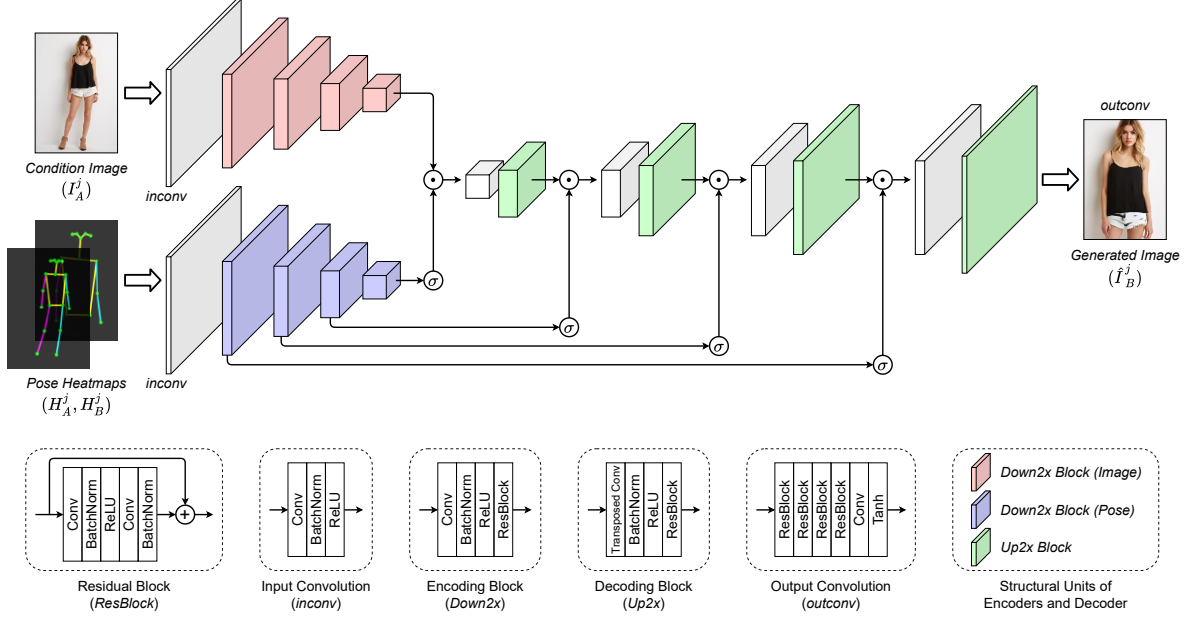 Condition Image
(I_A^j)
inconv
Pose Heatmaps
(H_A^j, H_B^j)
inconv
σ
σ
σ
σ
outconv
Generated Image
(Î_B^j)
Conv
BatchNorm
ReLU
Conv
BatchNorm
+
Residual Block
(ResBlock)
Conv
BatchNorm
ReLU
Input Convolution
(inconv)
Conv
BatchNorm
ReLU
ResBlock
Encoding Block
(Down2x)
Transposed Conv
BatchNorm
ReLU
ResBlock
Decoding Block
(Up2x)
ResBlock
ResBlock
ResBlock
ResBlock
Conv
Tanh
Output Convolution
(outconv)
Down2x Block (Image)
Down2x Block (Pose)
Up2x Block
Structural Units of
Encoders and Decoder